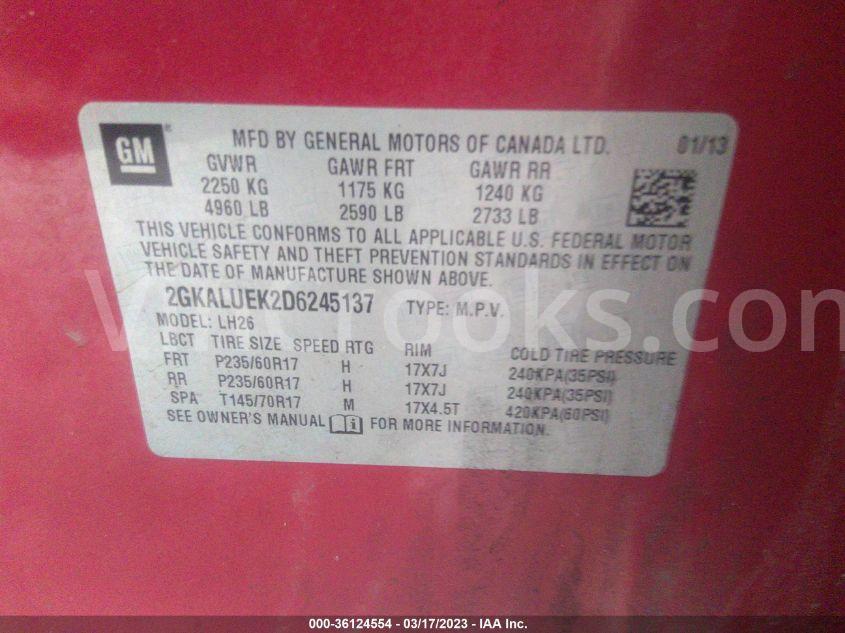 GM®
MFD BY GENERAL MOTORS OF CANADA LTD. 01/13
GVWR GAWR FRT GAWR RR
2250 KG 1175 KG 1240 KG
4960 LB 2590 LB 2733 LB
THIS VEHICLE CONFORMS TO ALL APPLICABLE U.S. FEDERAL MOTOR
VEHICLE SAFETY AND THEFT PREVENTION STANDARDS IN EFFECT ON
THE DATE OF MANUFACTURE SHOWN ABOVE.
2GKALUEK2D6245137 TYPE: M.P.V.
MODEL: LH26
LBCT TIRE SIZE SPEED RTG RIM COLD TIRE PRESSURE
FRT P235/60R17 H 17X7J 240KPA(35PSI)
RR P235/60R17 H 17X7J 240KPA(35PSI)
SPA T145/70R17 M 17X4.5T 420KPA(60PSI)
SEE OWNER'S MANUAL FOR MORE INFORMATION.
000-36124554 — 03/17/2023 — IAA Inc.